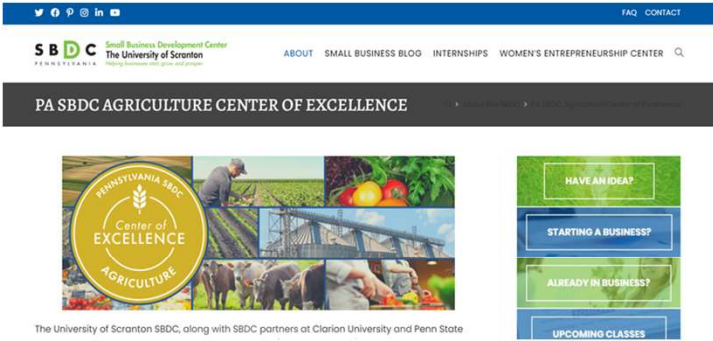 FAQ CONTACT
SBDC
PENNSYLVANIA
Small Business Development Center
The University of Scranton
Helping businesses start, grow and prosper
ABOUT SMALL BUSINESS BLOG INTERNSHIPS WOMEN'S ENTREPRENEURSHIP CENTER
PA SBDC AGRICULTURE CENTER OF EXCELLENCE
PENNSYLVANIA SBDC
Center of
EXCELLENCE
AGRICULTURE
HAVE AN IDEA?
STARTING A BUSINESS?
ALREADY IN BUSINESS?
UPCOMING CLASSES
The University of Scranton SBDC, along with SBDC partners at Clarion University and Penn State